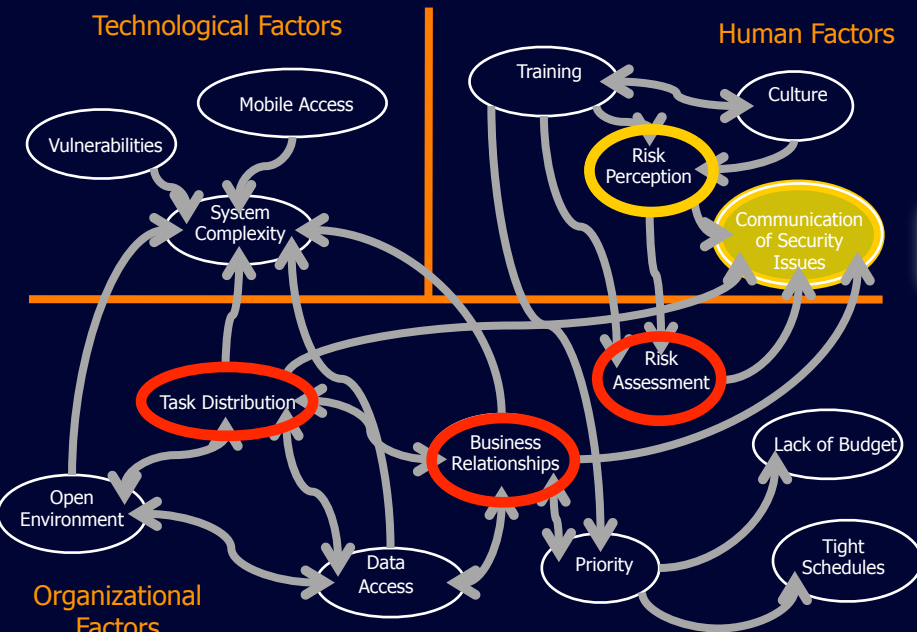 Technological Factors
Human Factors
Training
Mobile Access
Culture
Vulnerabilities
Risk
Perception
System
Complexity
Communication
of Security
Issues
Risk
Assessment
Task Distribution
Business
Relationships
Lack of Budget
Open
Environment
Data
Access
Priority
Tight
Schedules
Organizational
Factors